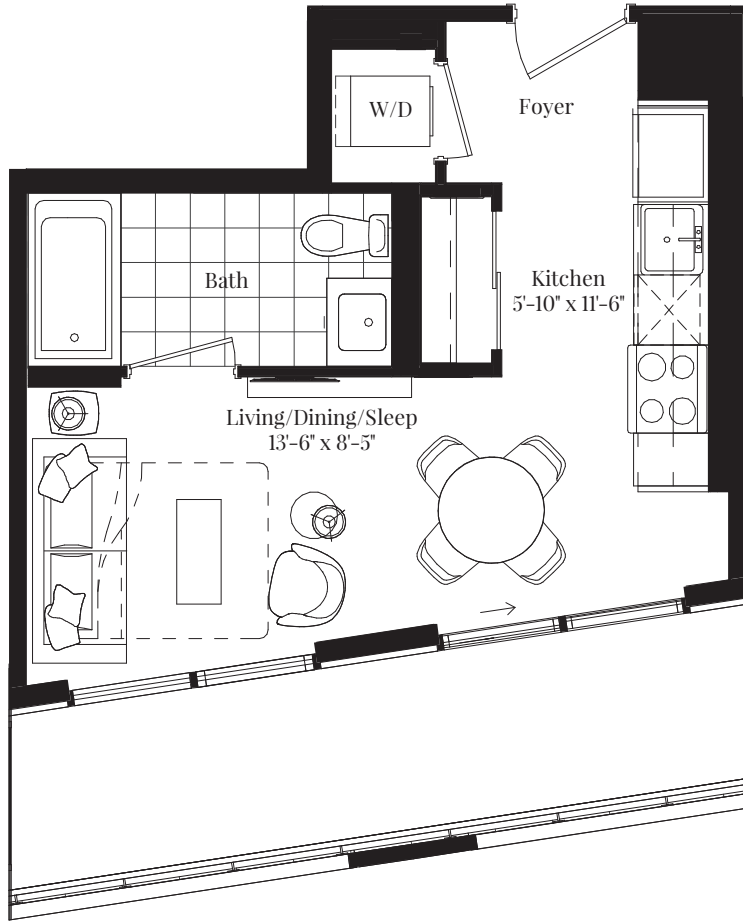 W/D
Foyer
Bath
Kitchen
5'-10" x 11'-6"
Living/Dining/Sleep
13'-6" x 8'-5"